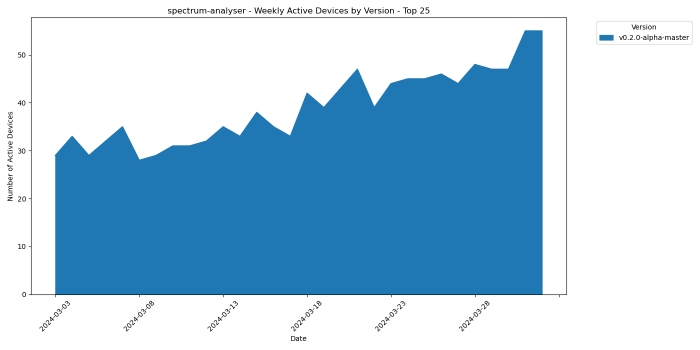 spectrum-analyser - Weekly Active Devices by Version - Top 25
Version
v0.2.0-alpha-master
Number of Active Devices
50
40
30
20
10
0
2024-03-03
2024-03-08
2024-03-13
2024-03-18
2024-03-23
2024-03-28
Date